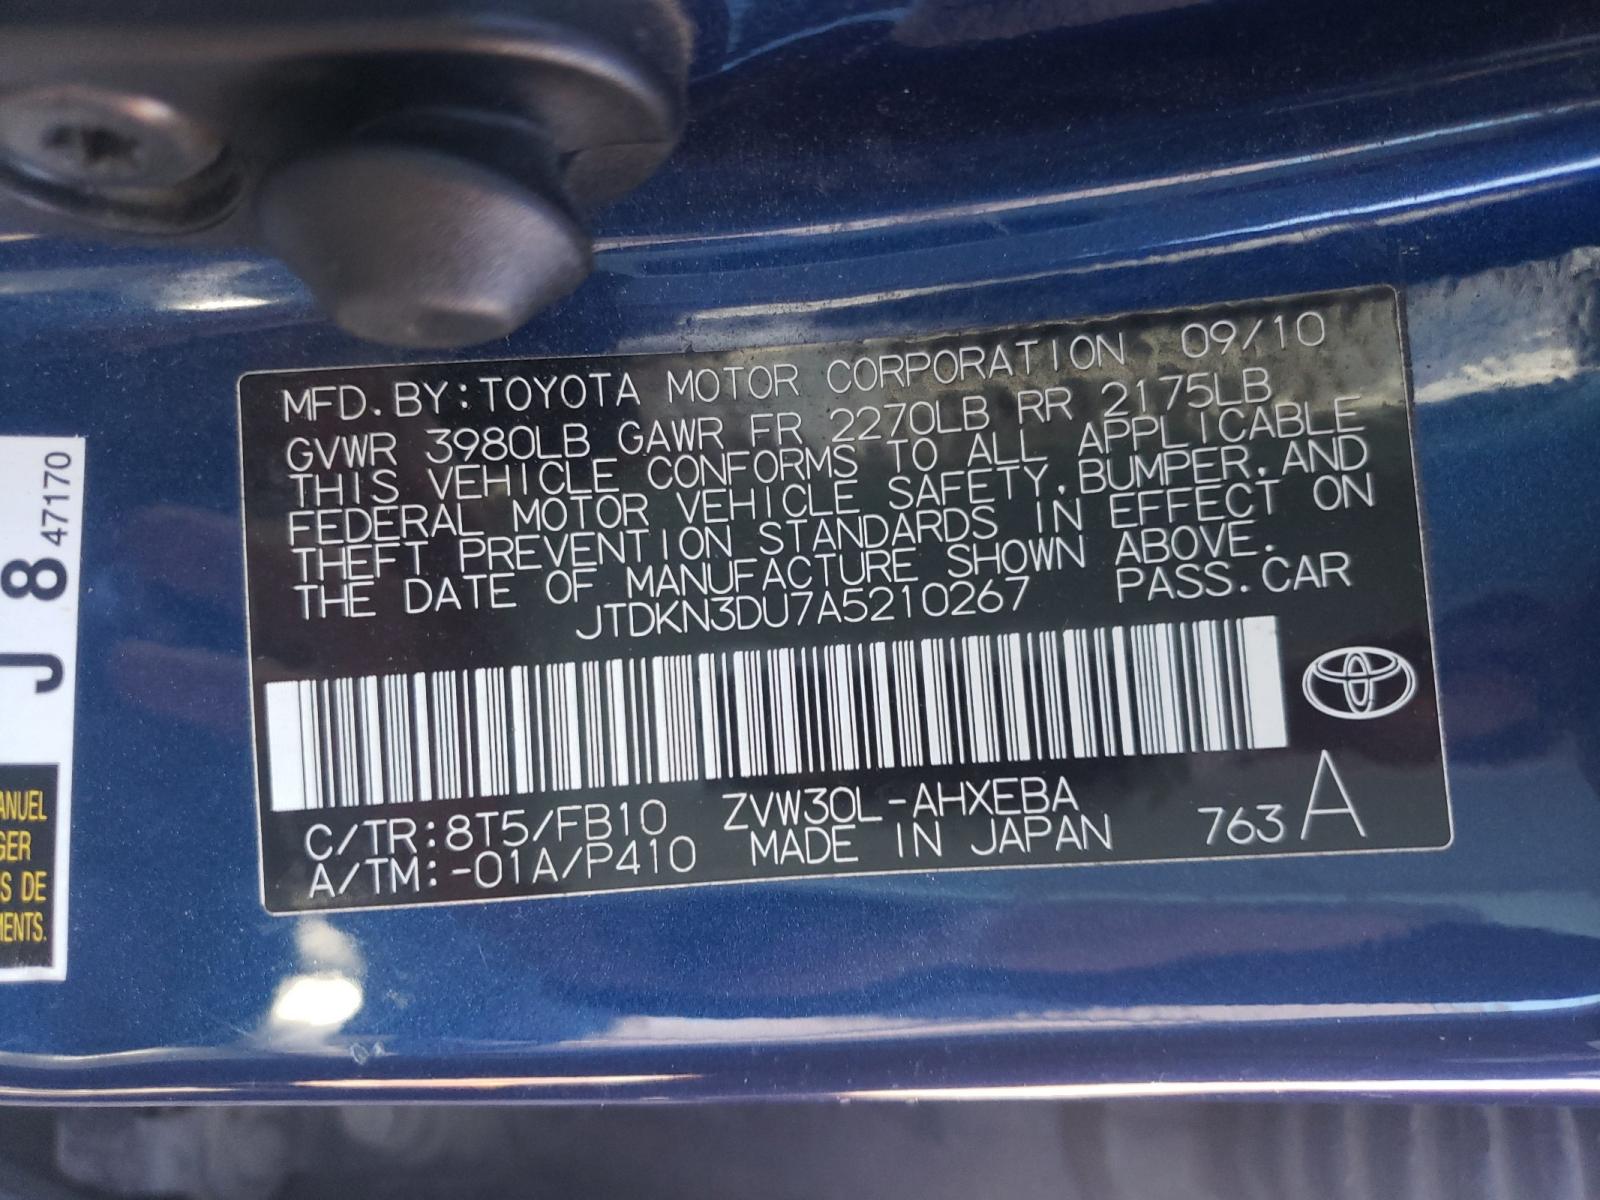 MFD. BY: TOYOTA MOTOR CORPORATION 09/10
GVWR 3980LB GAWR FR 2270LB RR 2175LB
THIS VEHICLE CONFORMS TO ALL APPLICABLE
FEDERAL MOTOR VEHICLE SAFETY, BUMPER, AND
THEFT PREVENTION STANDARDS IN EFFECT ON
THE DATE OF MANUFACTURE SHOWN ABOVE.
JTDKN3DU7A5210267 PASS. CAR
C/TR: 8T5/FB10 ZVW30L-AHXEBA
A/TM: -01A/P410 MADE IN JAPAN 763 A
J 8 47170
ANUEL
GER
S DE
MENTS.